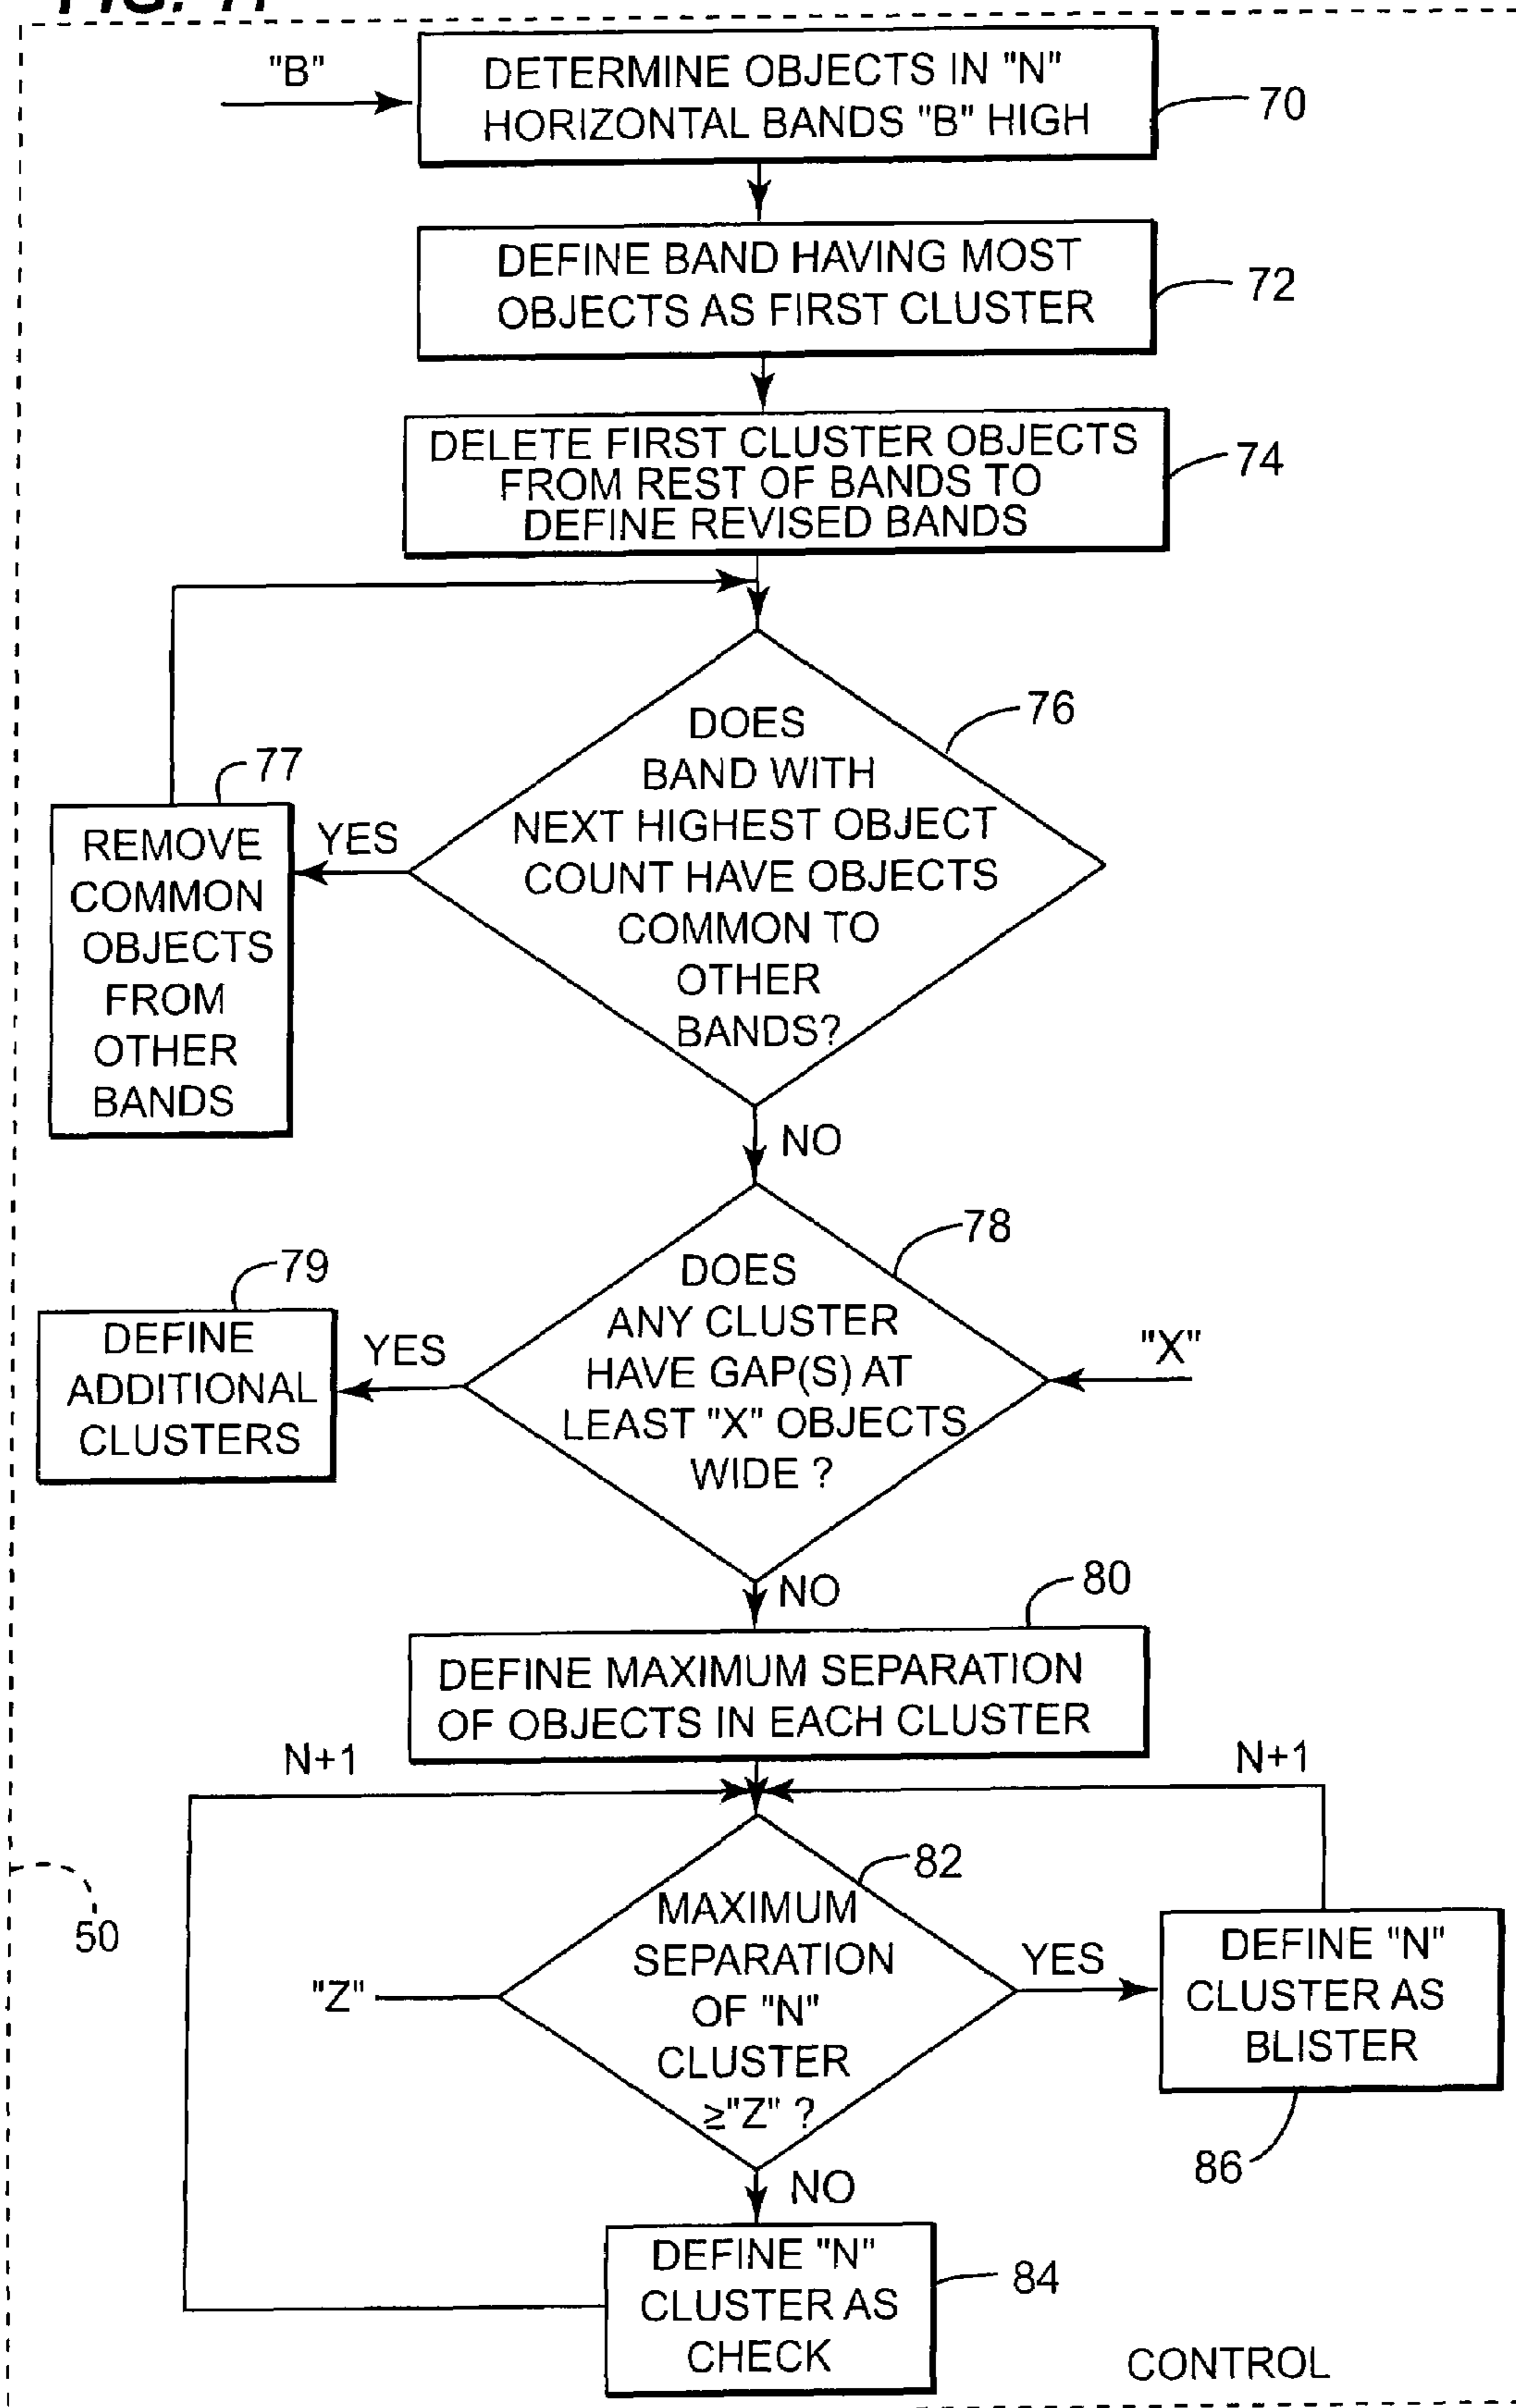 "B"
DETERMINE OBJECTS IN "N"
HORIZONTAL BANDS "B" HIGH
70
DEFINE BAND HAVING MOST
OBJECTS AS FIRST CLUSTER
72
DELETE FIRST CLUSTER OBJECTS
FROM REST OF BANDS TO
DEFINE REVISED BANDS
74
DOES
BAND WITH
NEXT HIGHEST OBJECT
COUNT HAVE OBJECTS
COMMON TO
OTHER
BANDS?
76
YES
77
REMOVE
COMMON
OBJECTS
FROM
OTHER
BANDS
NO
DOES
ANY CLUSTER
HAVE GAP(S) AT
LEAST "X" OBJECTS
WIDE ?
78
"X"
YES
79
DEFINE
ADDITIONAL
CLUSTERS
NO
80
DEFINE MAXIMUM SEPARATION
OF OBJECTS IN EACH CLUSTER
N+1
N+1
82
MAXIMUM
SEPARATION
OF "N"
CLUSTER
≥"Z" ?
"Z"
50
YES
DEFINE "N"
CLUSTER AS
BLISTER
86
NO
DEFINE "N"
CLUSTER AS
CHECK
84
CONTROL